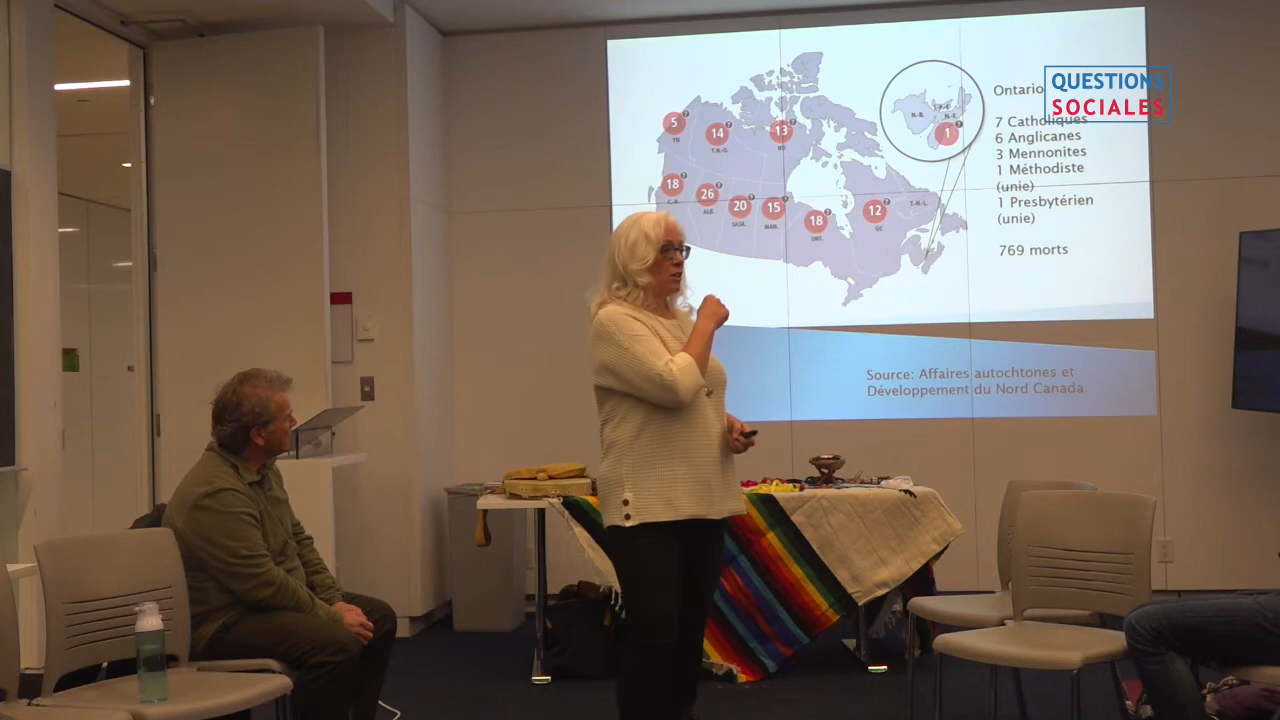 Ontario
QUESTIONS
SOCIALES
7 Catholiques
6 Anglicanes
3 Mennonites
1 Méthodiste
(unie)
1 Presbytérien
(unie)
769 morts
5
YN
14
T.N.-O.
13
18
C.-B.
26
ALB.
20
SASK.
15
MAN.
18
ONT.
12
QC
T.-N.-L.
N.-B.
1
Source: Affaires autochtones et
Développement du Nord Canada